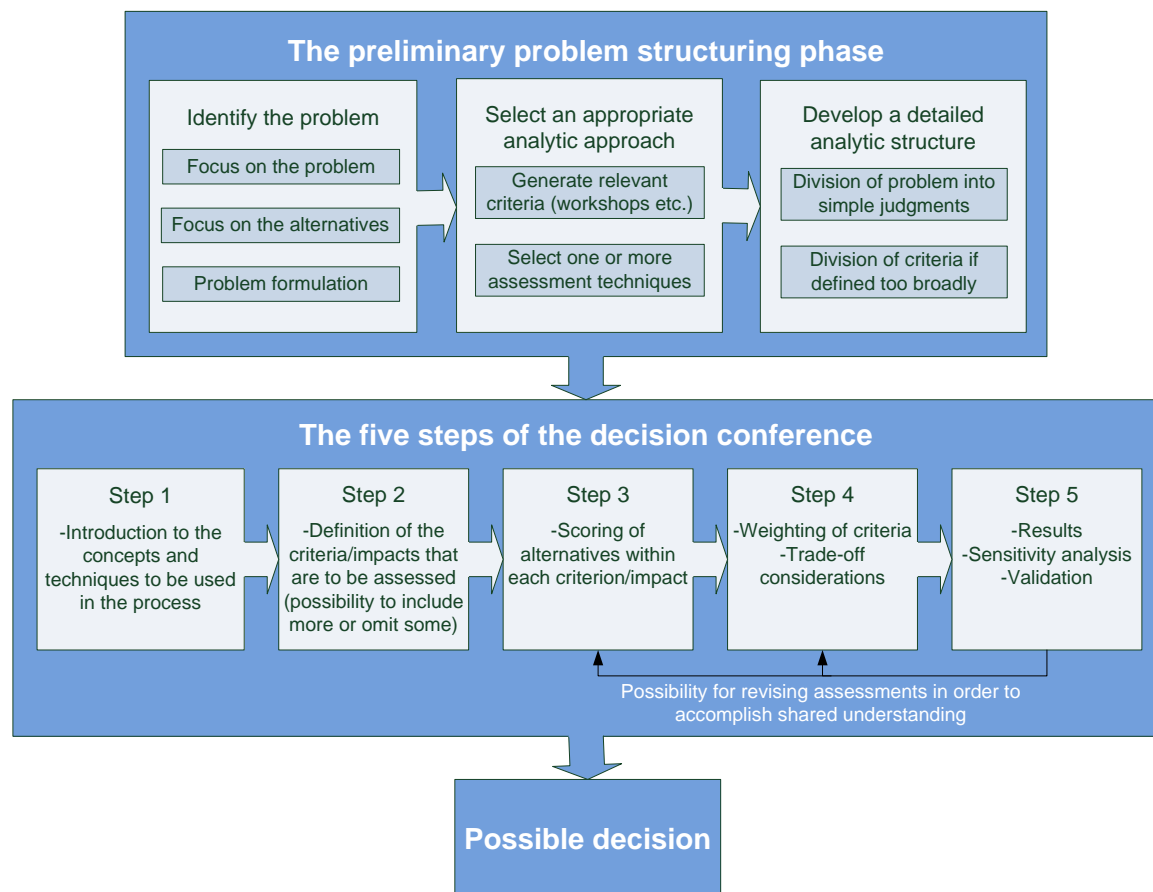 The preliminary problem structuring phase
Identify the problem
Focus on the problem
Focus on the alternatives
Problem formulation
Select an appropriate
analytic approach
Generate relevant
criteria (workshops etc.)
Select one or more
assessment techniques
Develop a detailed
analytic structure
Division of problem into
simple judgments
Division of criteria if
defined too broadly
The five steps of the decision conference
Step 1
-Introduction to the
concepts and
techniques to be used
in the process
Step 2
-Definition of the
criteria/impacts that
are to be assessed
(possibility to include
more or omit some)
Step 3
-Scoring of
alternatives within
each criterion/impact
Step 4
-Weighting of criteria
-Trade-off
considerations
Step 5
-Results
-Sensitivity analysis
-Validation
Possibility for revising assessments in order to
accomplish shared understanding
Possible decision